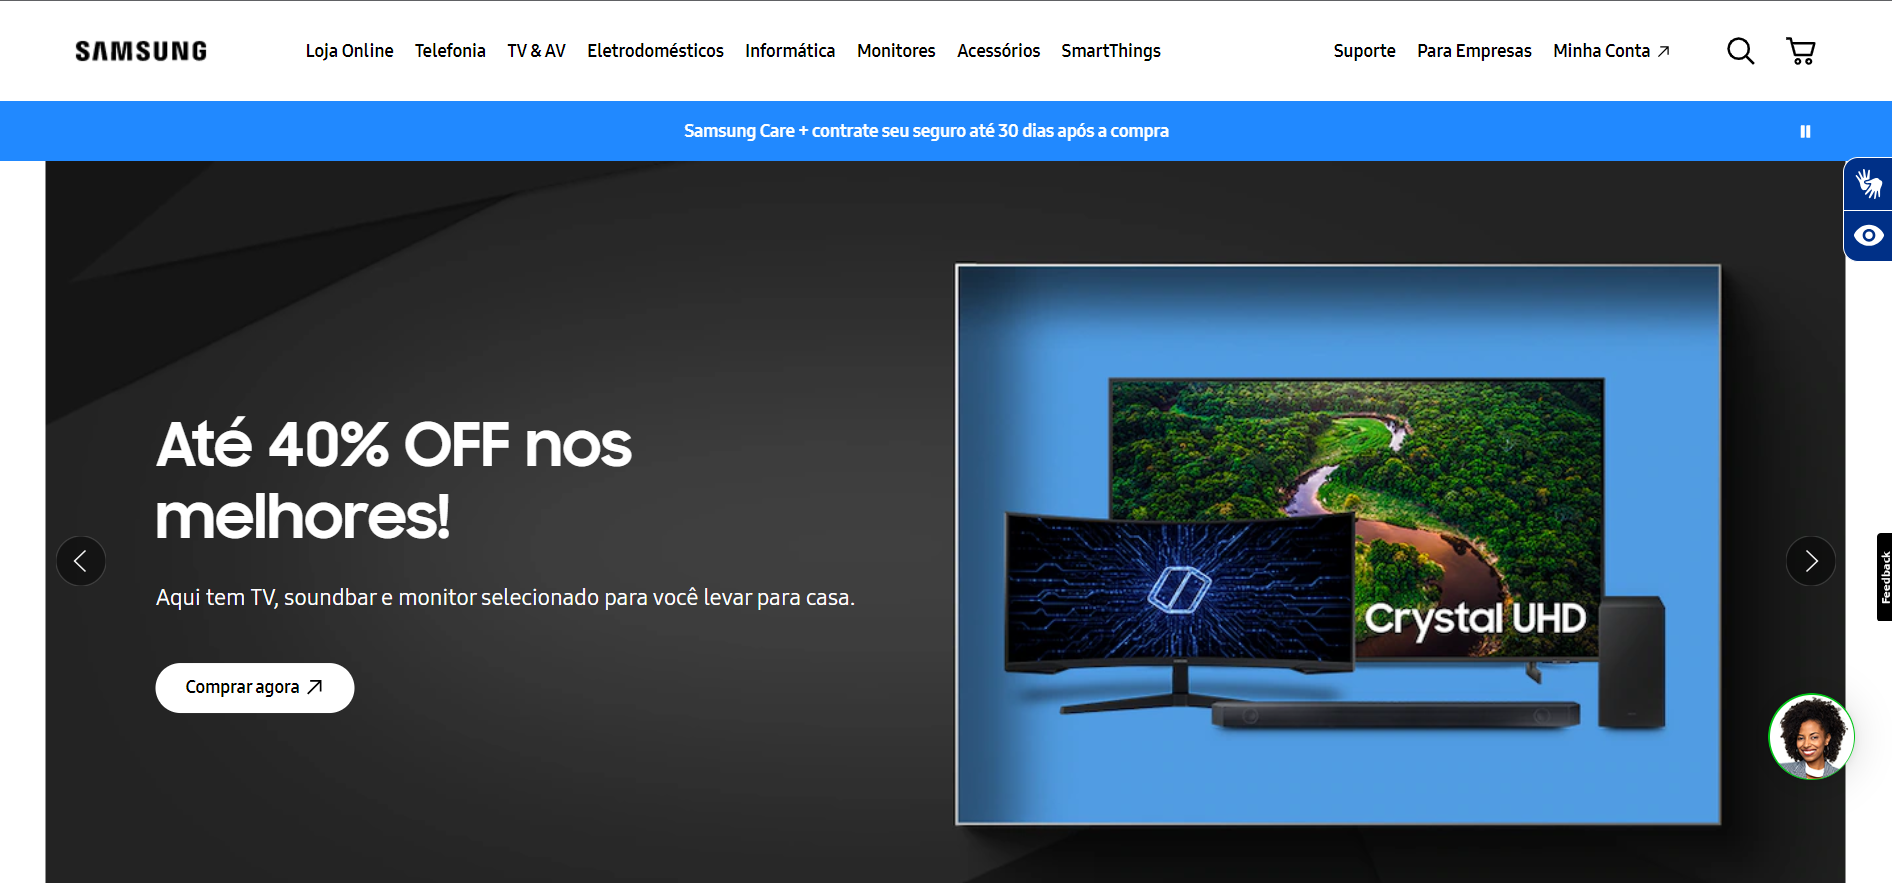 SAMSUNG
Loja Online Telefonia TV & AV Eletrodomésticos Informática Monitores Acessórios SmartThings Suporte Para Empresas Minha Conta
Samsung Care + contrate seu seguro até 30 dias após a compra
Até 40% OFF nos
melhores!
Aqui tem TV, soundbar e monitor selecionado para você levar para casa.
Comprar agora
Crystal UHD
Feedback